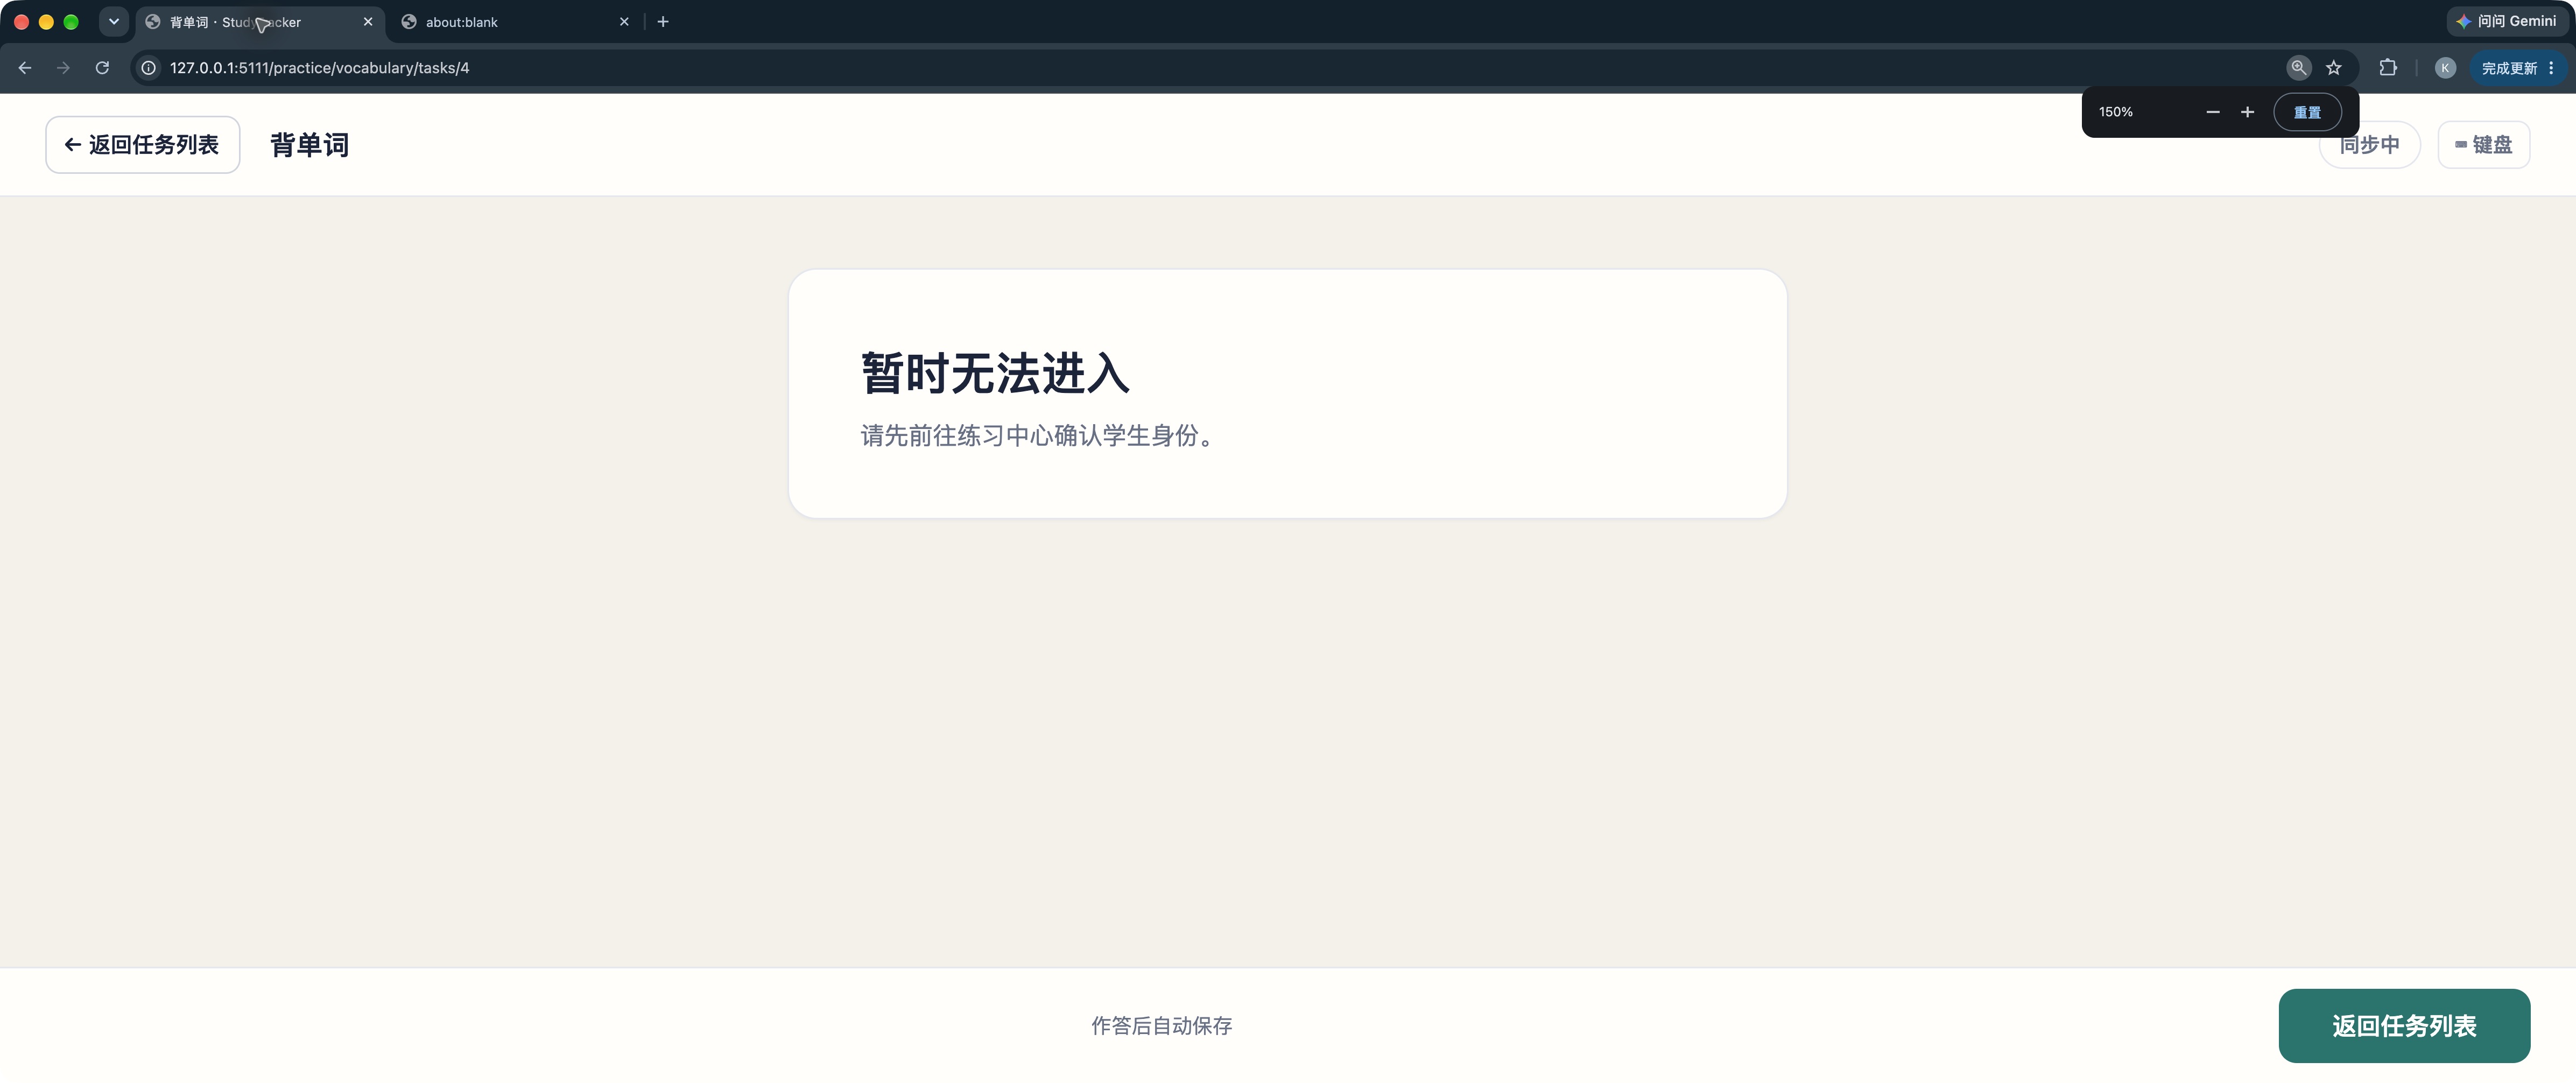 背单词 · Study
acker
about:blank
问问 Gemini
127.0.0.1:5111/practice/vocabulary/tasks/4
K
完成更新
150%
重置
← 返回任务列表
背单词
同步中
键盘
暂时无法进入
请先前往练习中心确认学生身份。
作答后自动保存
返回任务列表